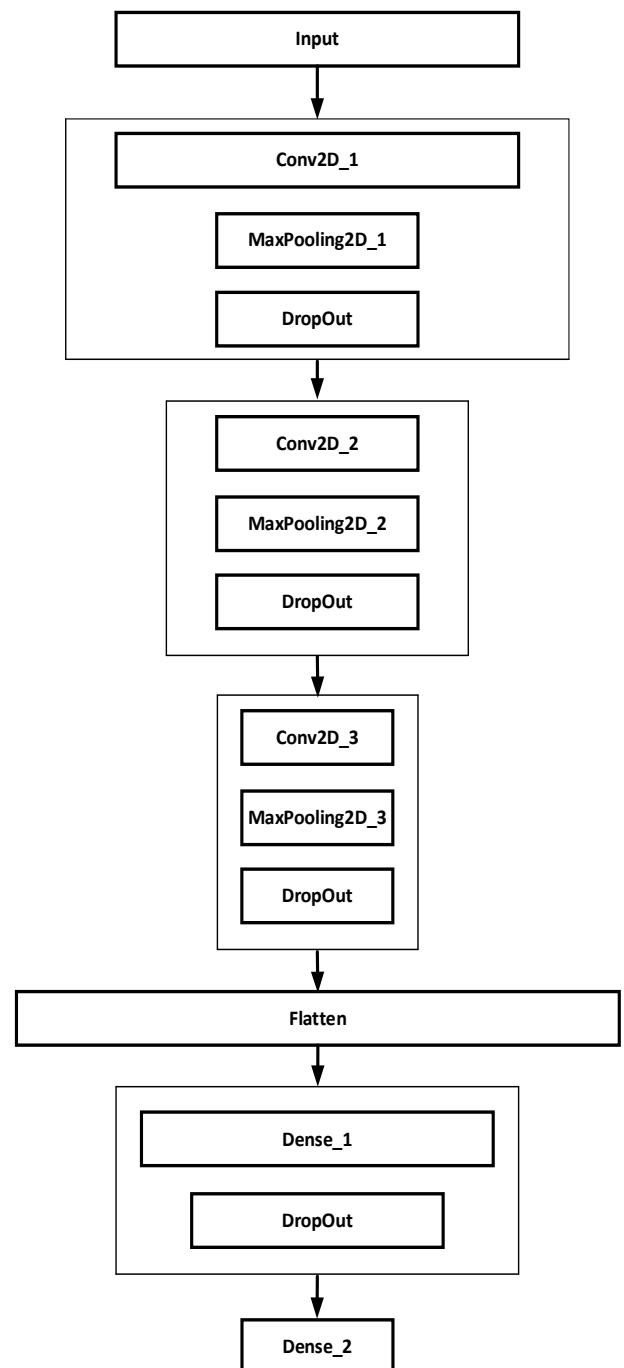 Input
Conv2D_1
MaxPooling2D_1
DropOut
Conv2D_2
MaxPooling2D_2
DropOut
Conv2D_3
MaxPooling2D_3
DropOut
Flatten
Dense_1
DropOut
Dense_2